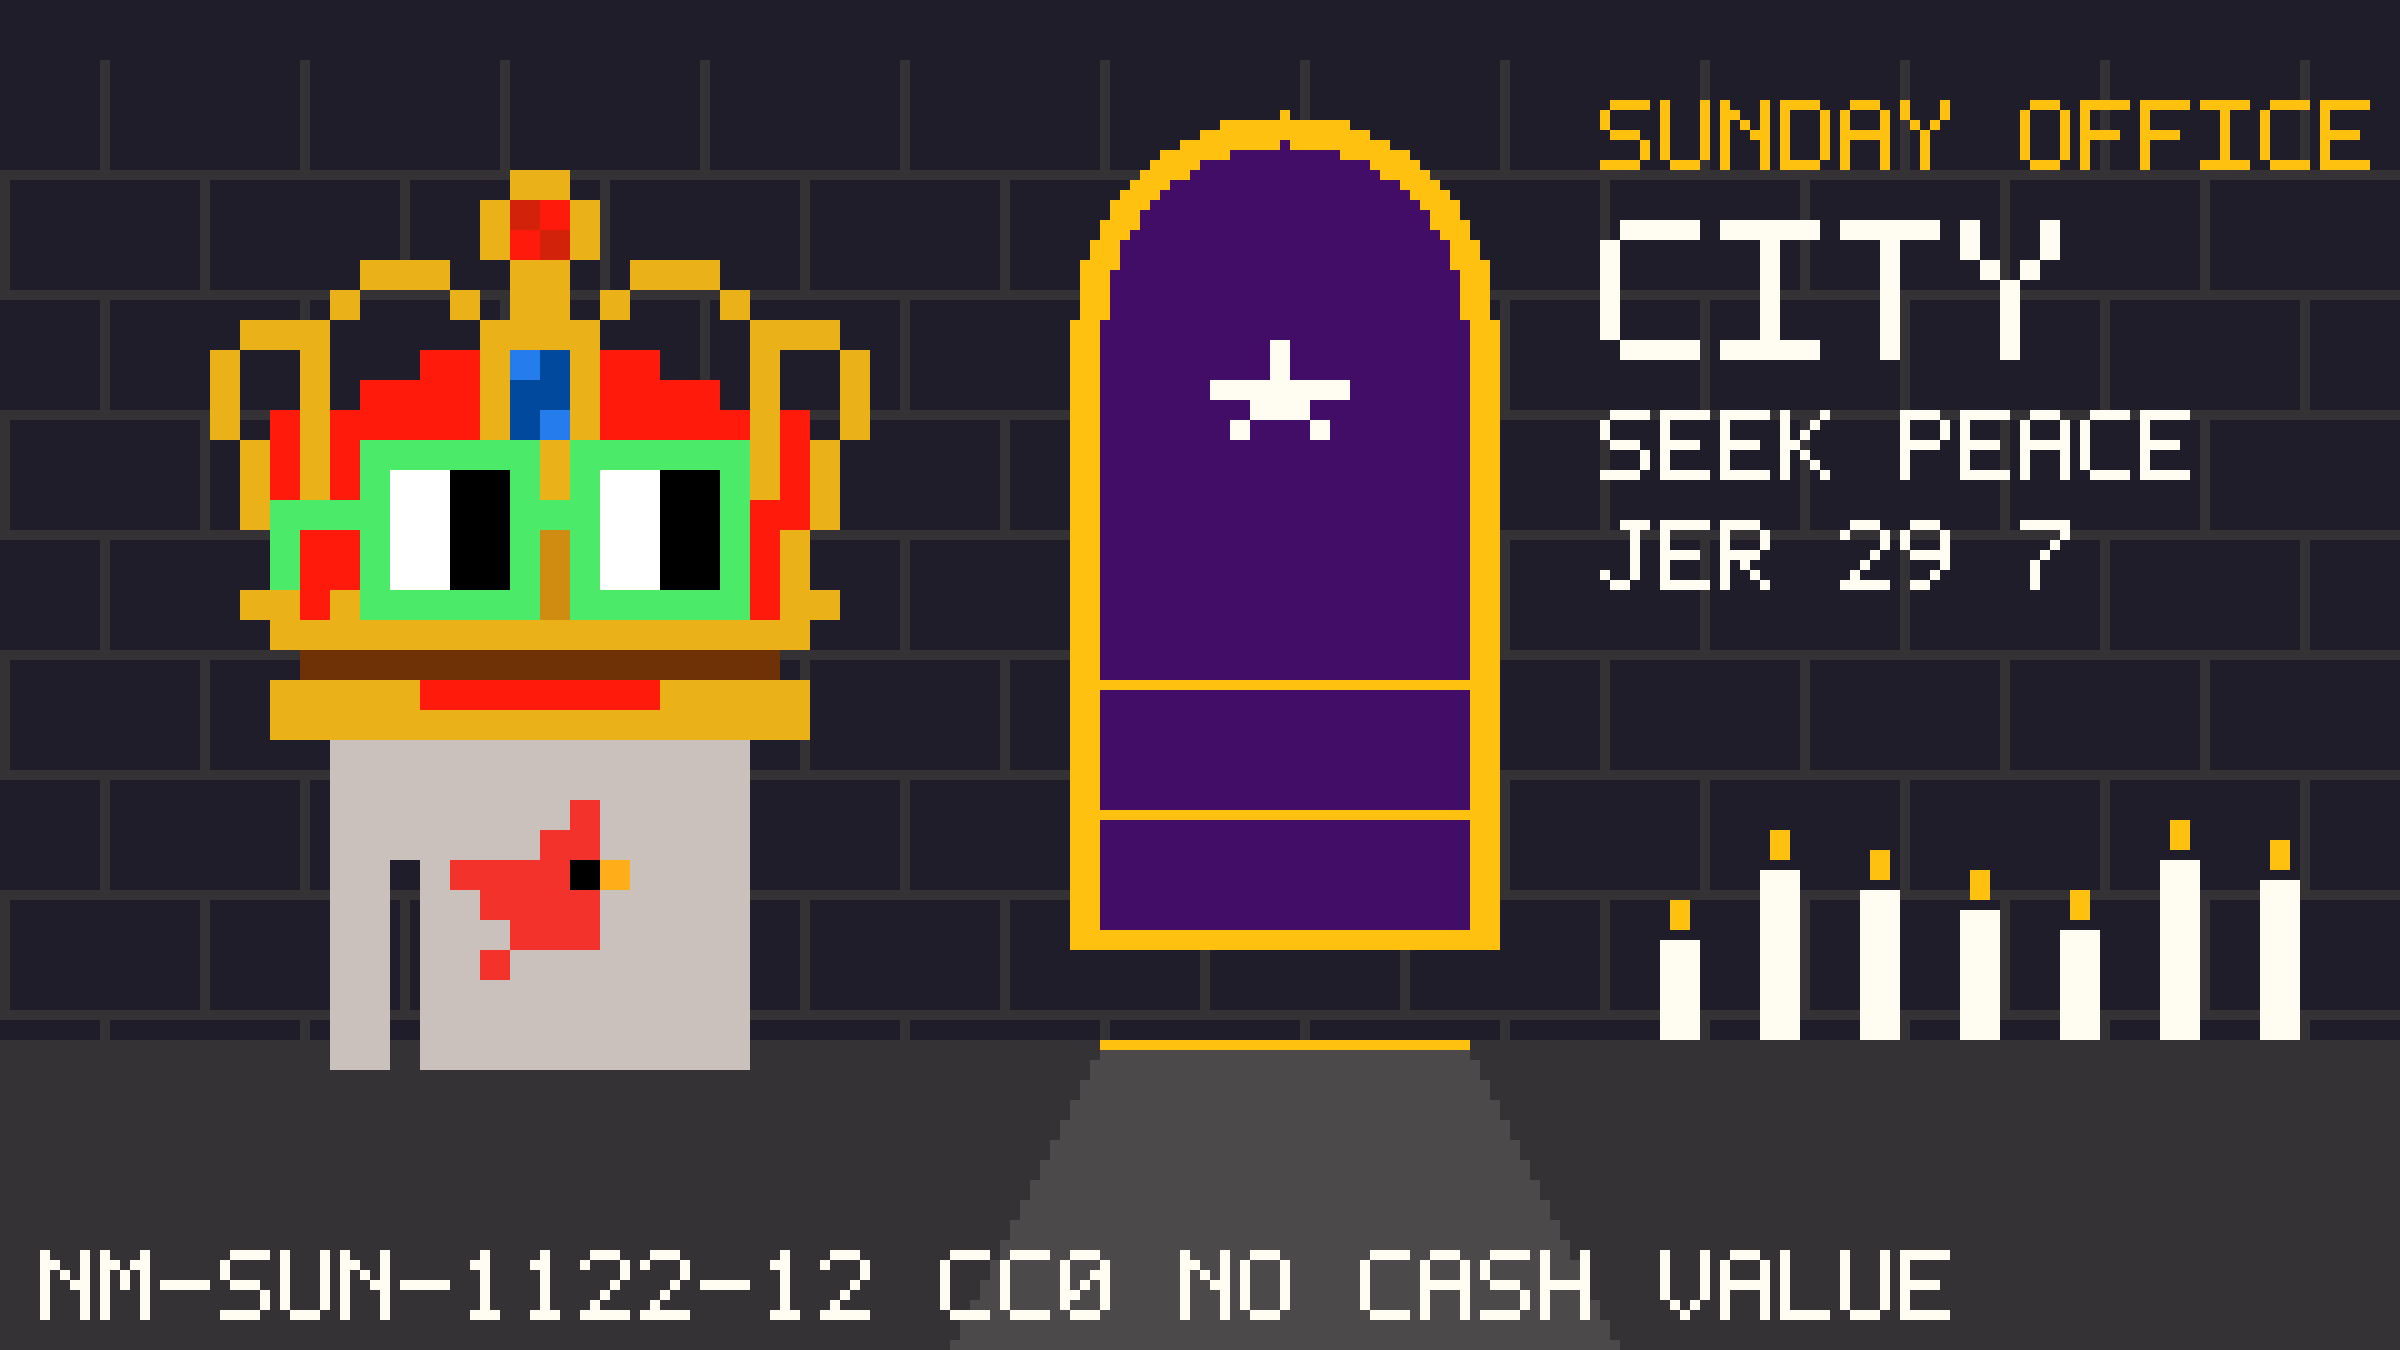 SUNDAY OFFICE
CITY
SEEK PEACE
JER 29 7
NM-SUN-1122-12 CC0 NO CASH VALUE